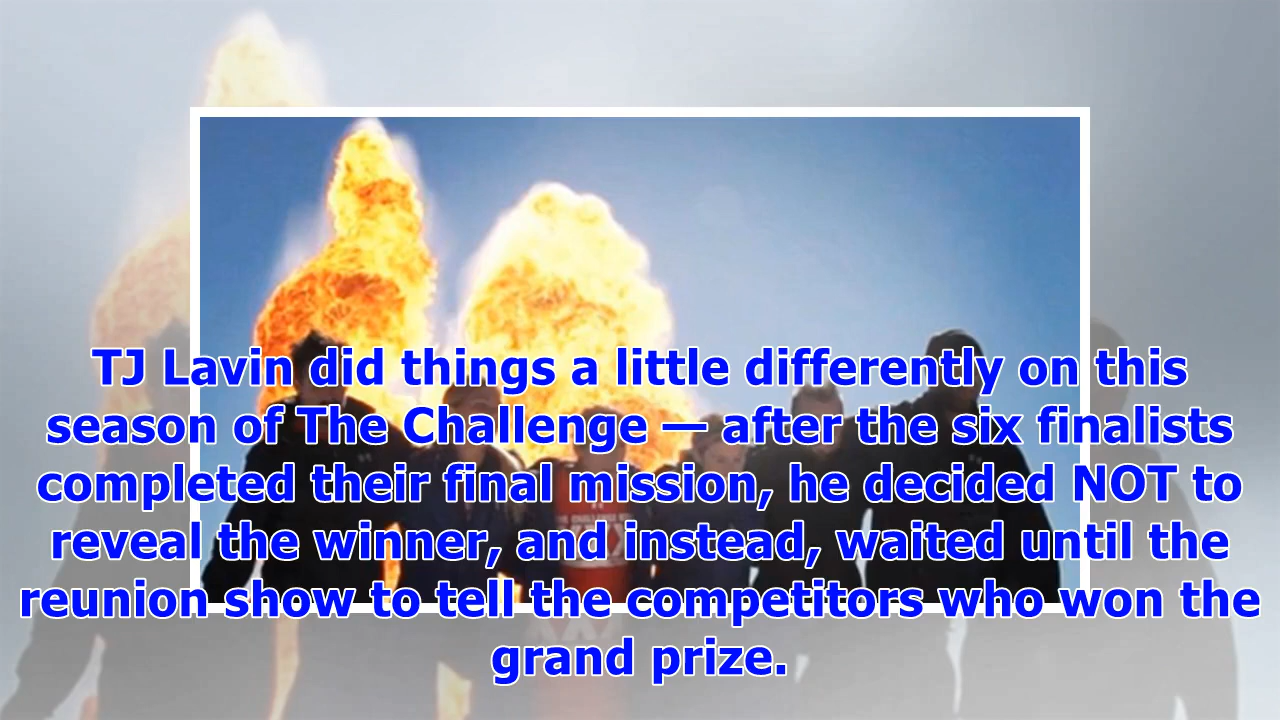 TJ Lavin did things a little differently on this
season of The Challenge — after the six finalists
completed their final mission, he decided NOT to
reveal the winner, and instead, waited until the
reunion show to tell the competitors who won the
grand prize.